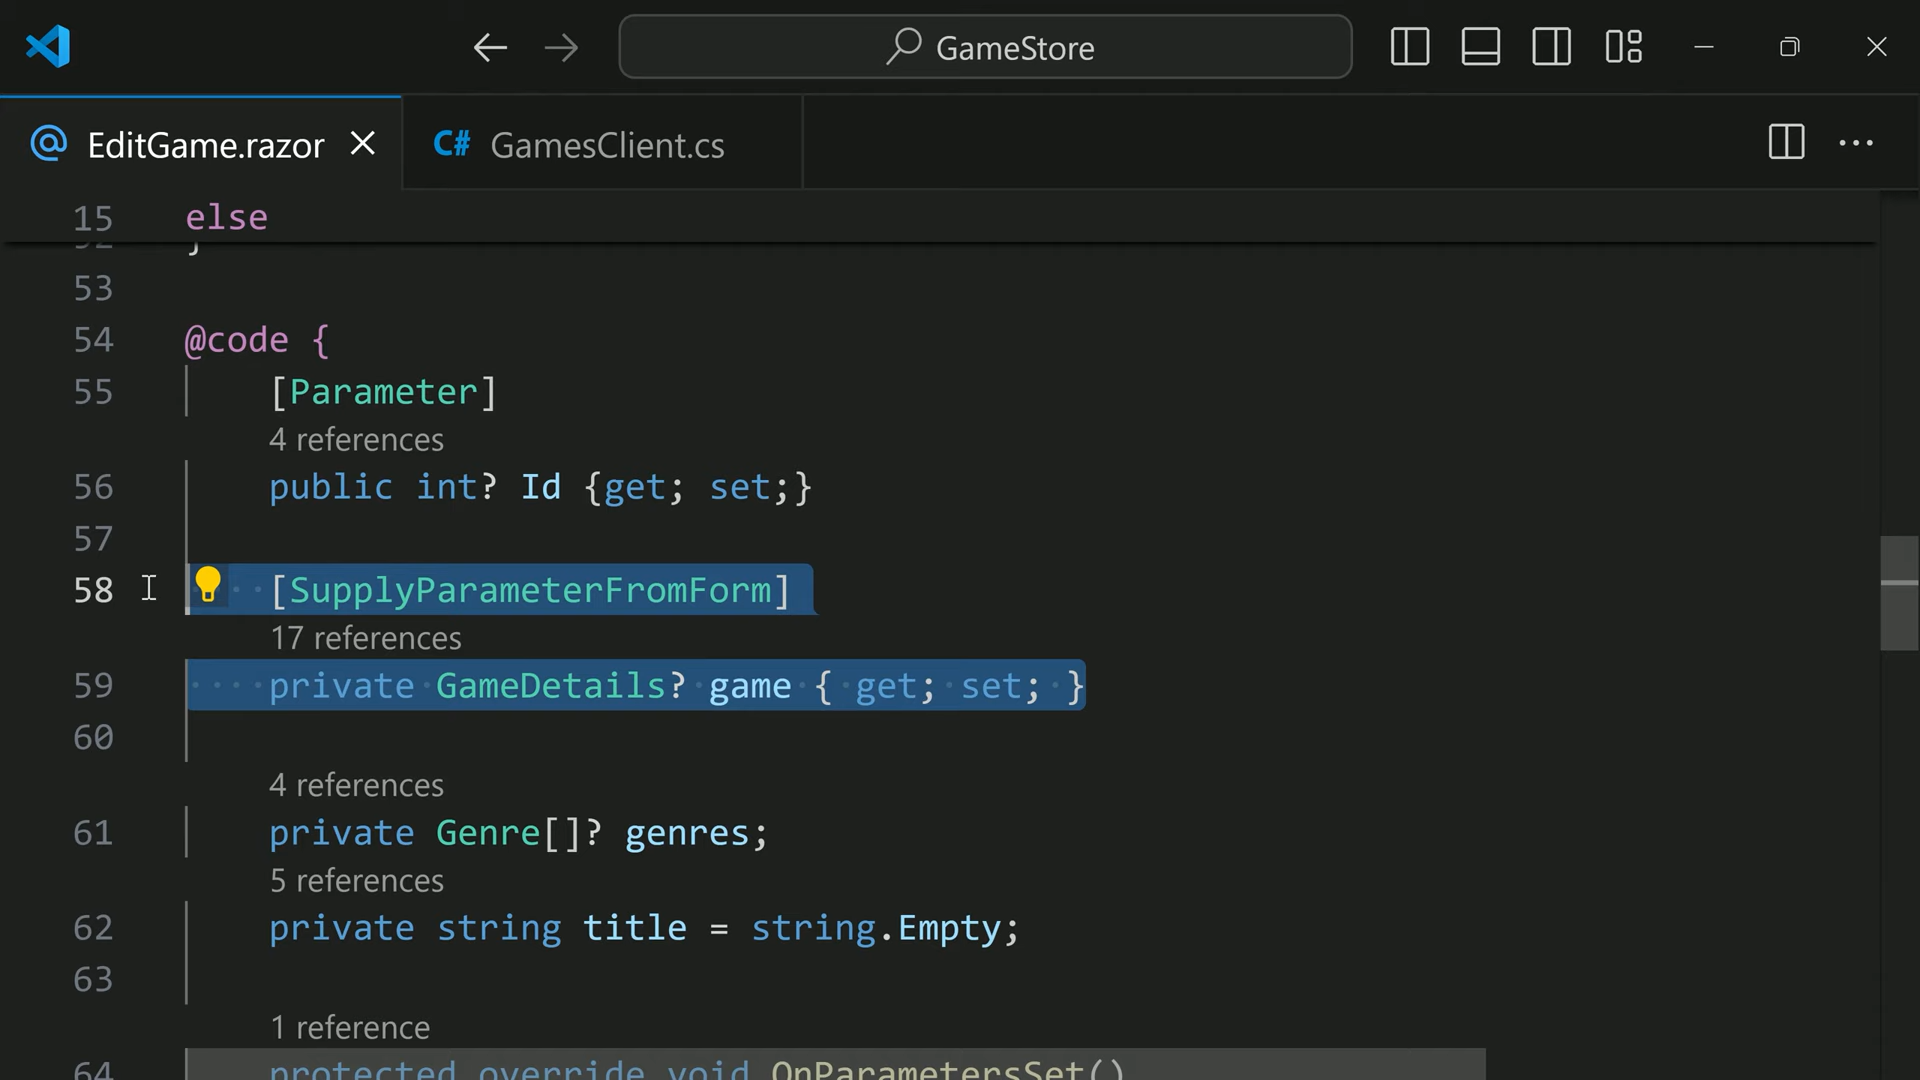 GameStore
EditGame.razor
C# GamesClient.cs
15 else
52 }
53
54 @code {
55 [Parameter]
4 references
56 public int? Id {get; set;}
57
58 [SupplyParameterFromForm]
17 references
59 private GameDetails? game { get; set; }
60
4 references
61 private Genre[]? genres;
5 references
62 private string title = string.Empty;
63
1 reference
64 protected override void OnParametersSet()